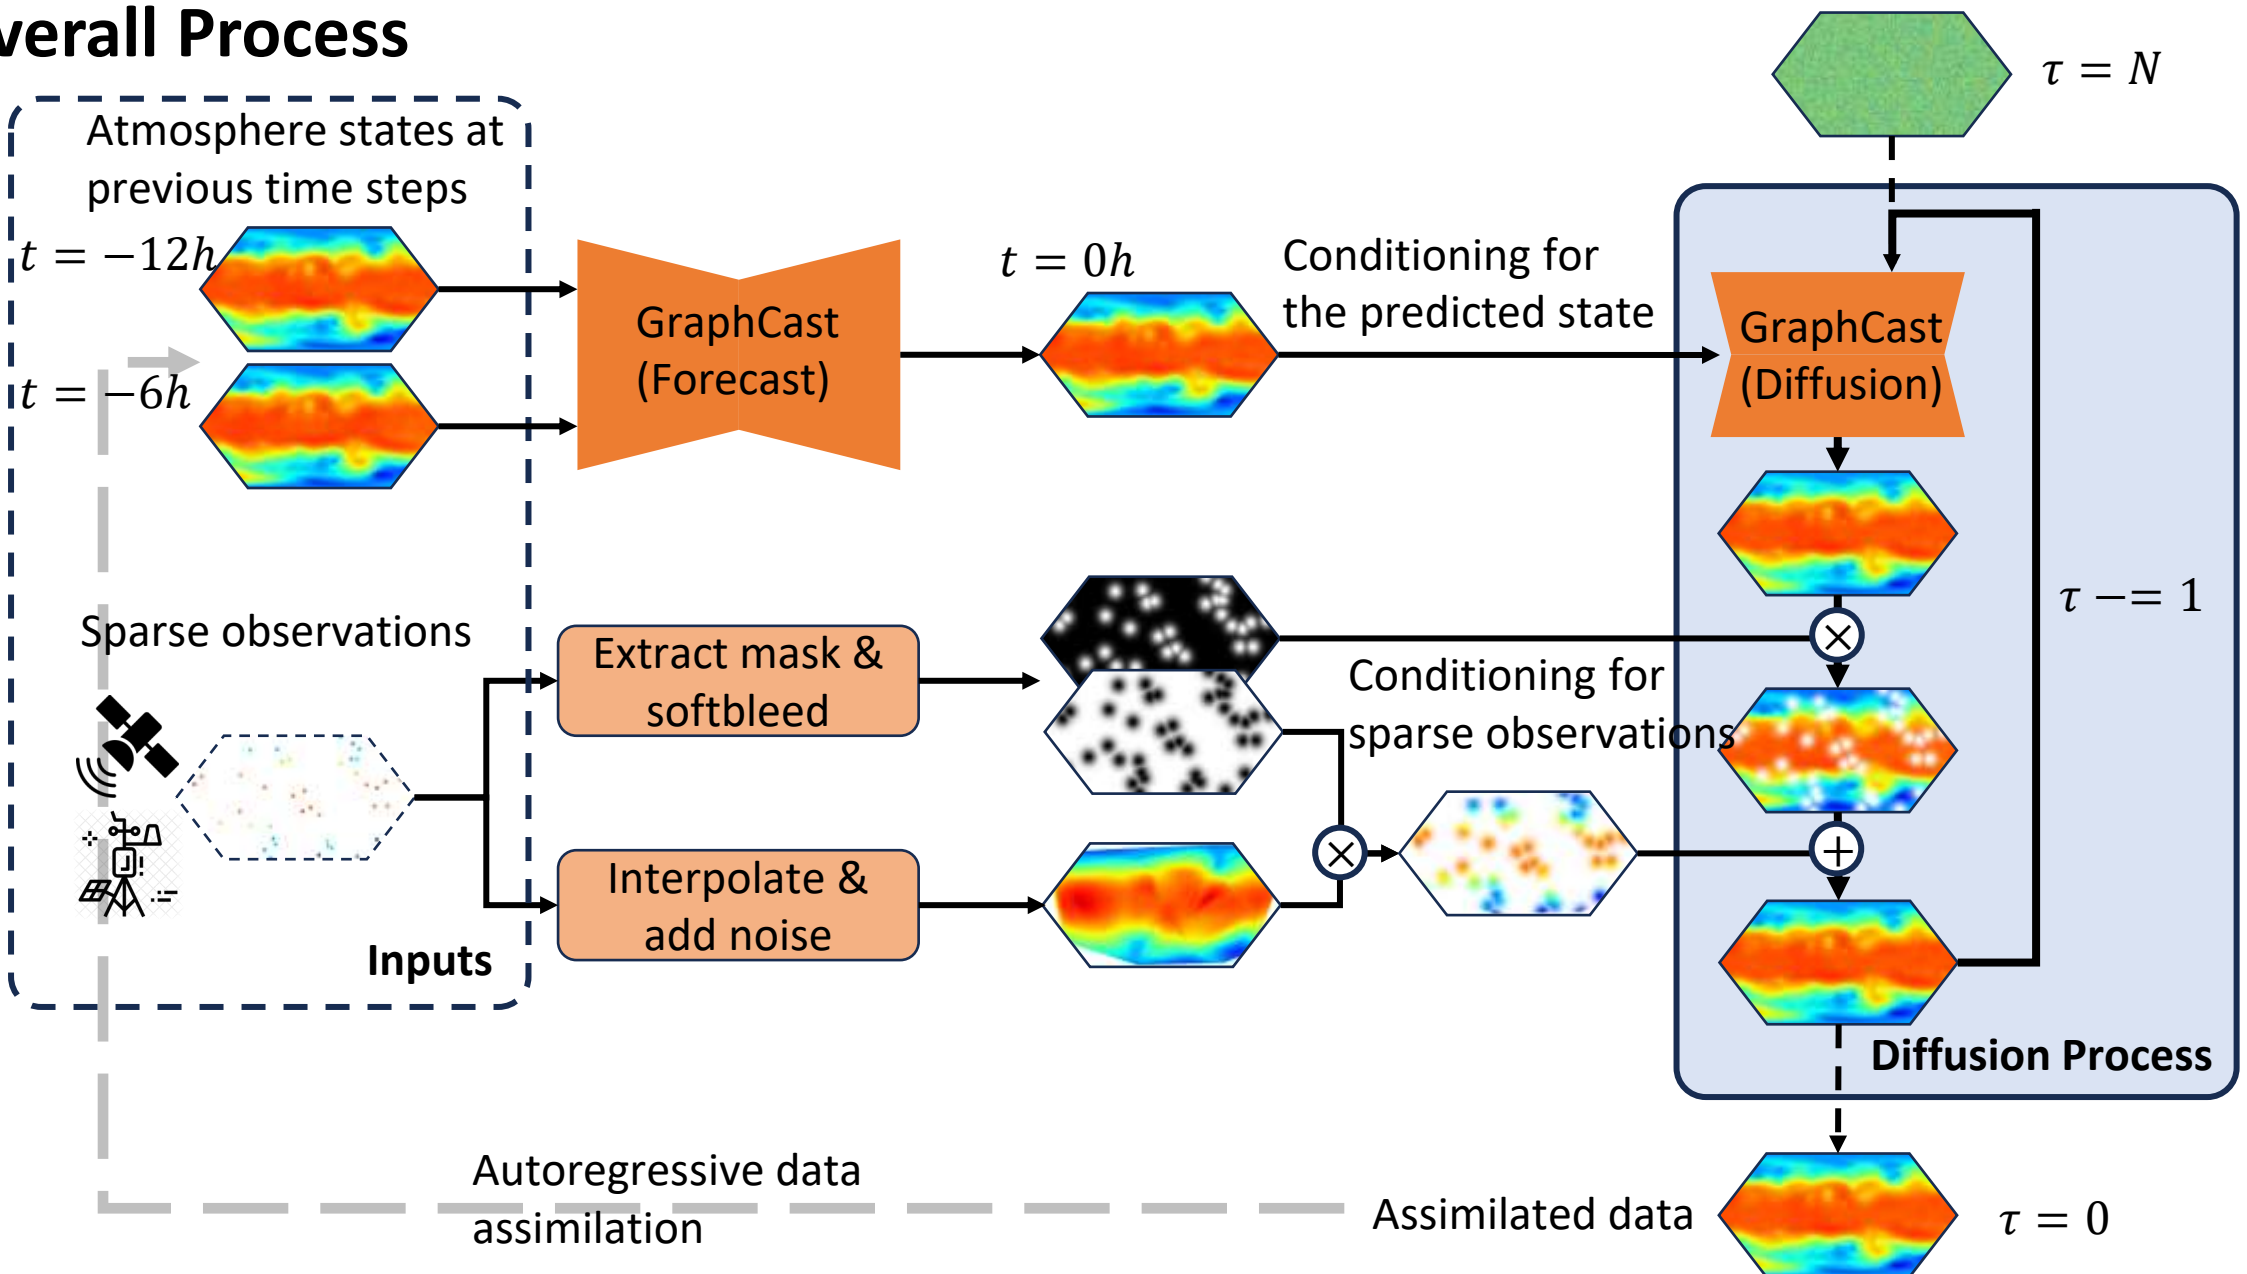 verall Process
τ = N
Atmosphere states at
previous time steps
t = −12h
t = −6h
GraphCast
(Forecast)
t = 0h
Conditioning for
the predicted state
GraphCast
(Diffusion)
τ −= 1
Sparse observations
Extract mask &
softbleed
Conditioning for
sparse observations
Interpolate &
add noise
Inputs
Diffusion Process
Autoregressive data
assimilation
Assimilated data
τ = 0